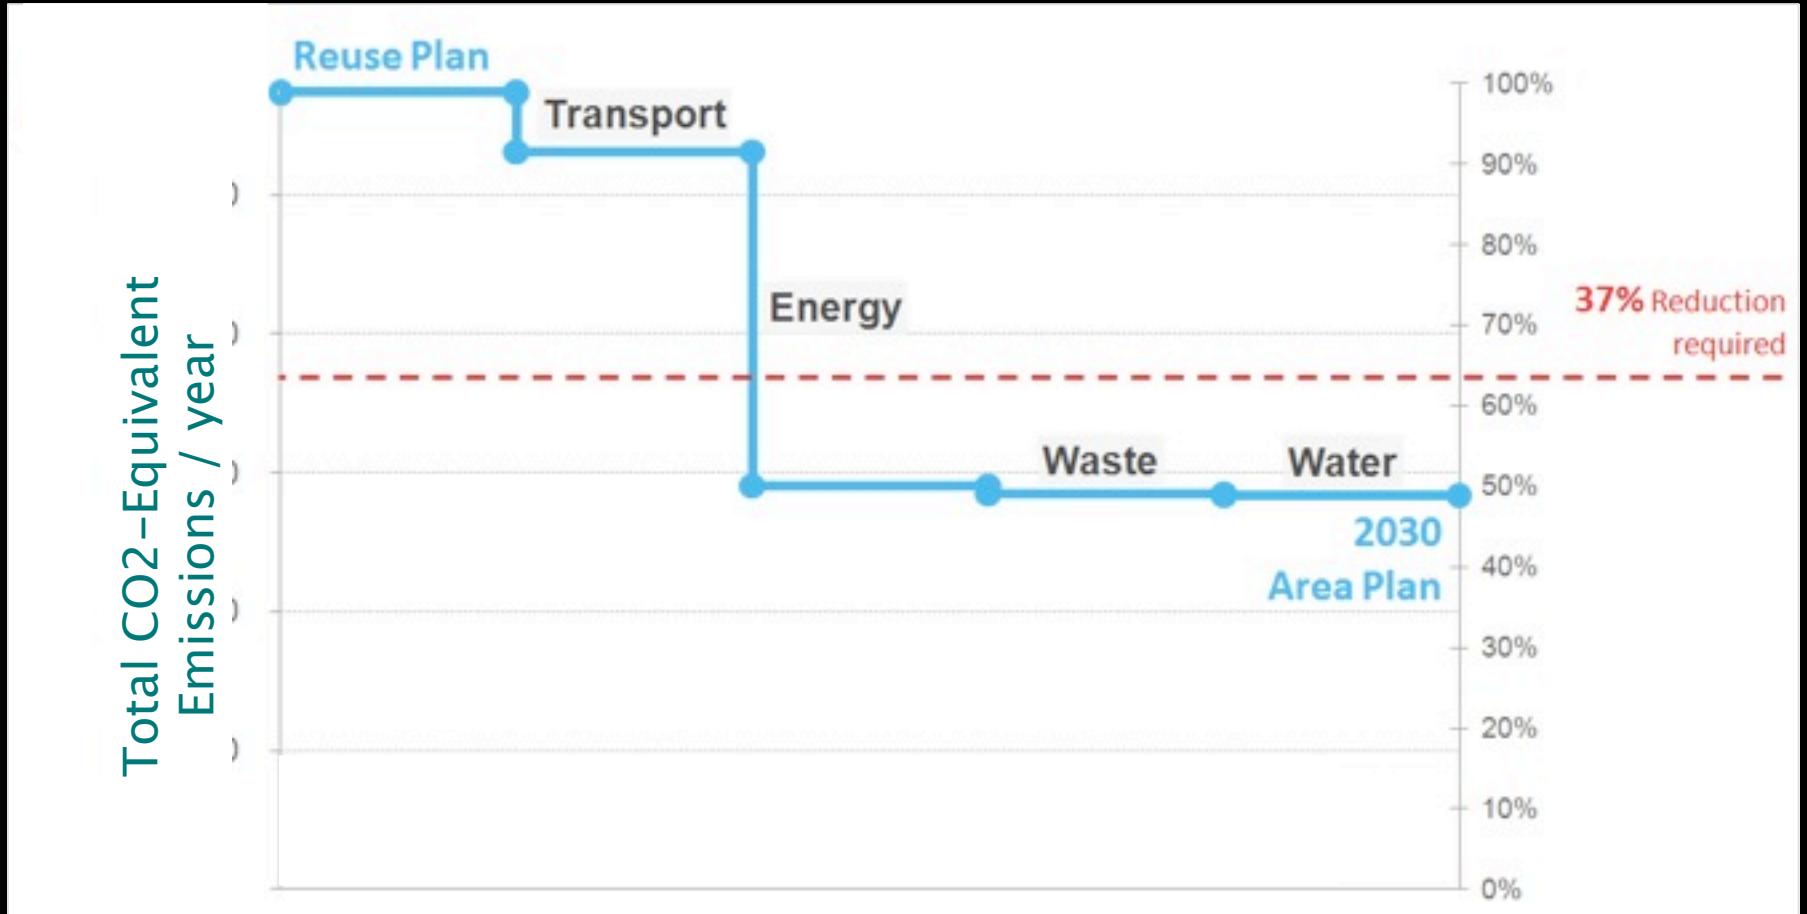 Reuse Plan
Transport
Energy
Waste
Water
2030
Area Plan
Total CO2-Equivalent
Emissions / year
100%
90%
80%
70%
60%
50%
40%
30%
20%
10%
0%
37% Reduction
required